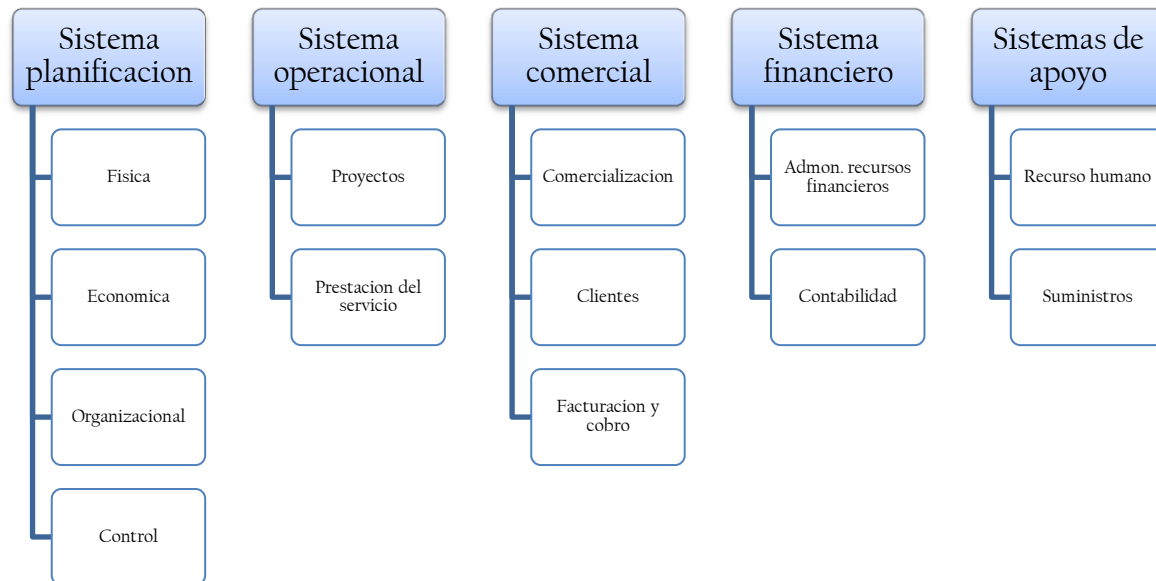 Sistema
planificacion
Fisica
Economica
Organizacional
Control
Sistema
operacional
Proyectos
Prestacion del
servicio
Sistema
comercial
Comercializacion
Clientes
Facturacion y
cobro
Sistema
financiero
Admon. recursos
financieros
Contabilidad
Sistemas de
apoyo
Recurso humano
Suministros